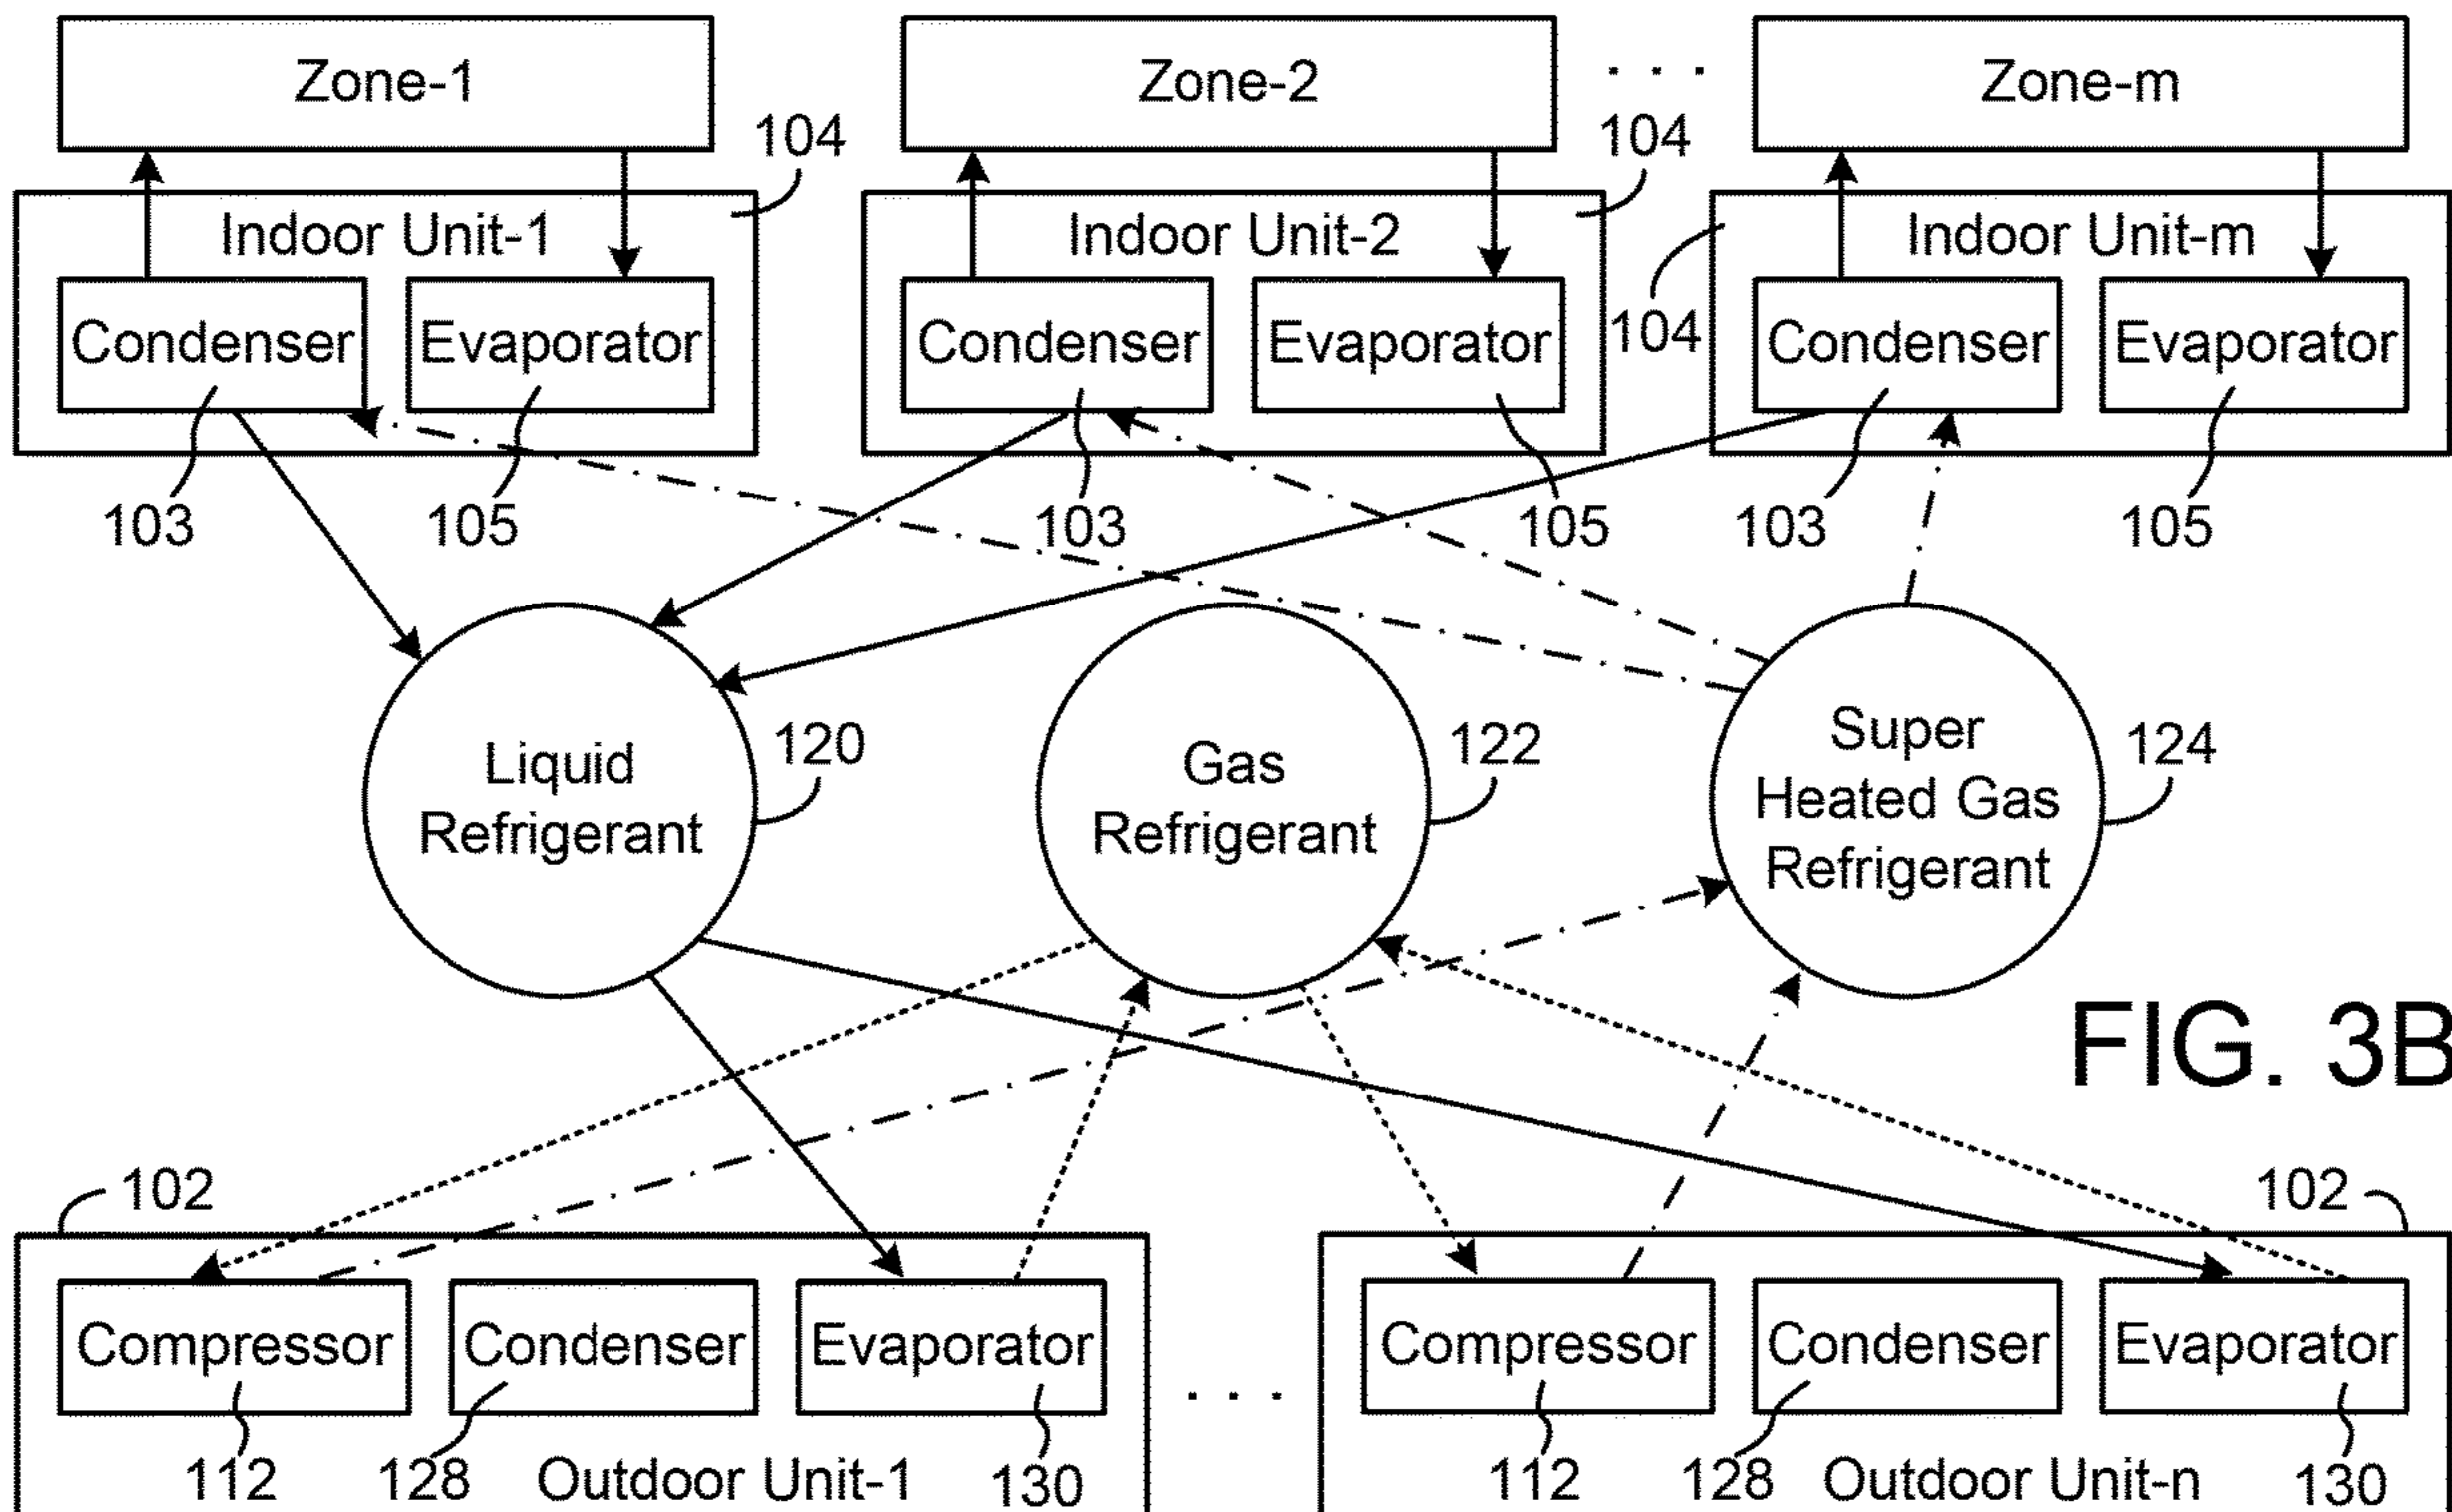 Zone-1
Zone-2
. . .
Zone-m
104
104
Indoor Unit-1
Indoor Unit-2
Indoor Unit-m
104
Condenser
Evaporator
Condenser
Evaporator
Condenser
Evaporator
103
105
103
105
103
105
Liquid
Refrigerant
120
Gas
Refrigerant
122
Super
Heated Gas
Refrigerant
124
FIG. 3B
102
102
Compressor
Condenser
Evaporator
. . .
Compressor
Condenser
Evaporator
112
128
Outdoor Unit-1
130
112
128
Outdoor Unit-n
130